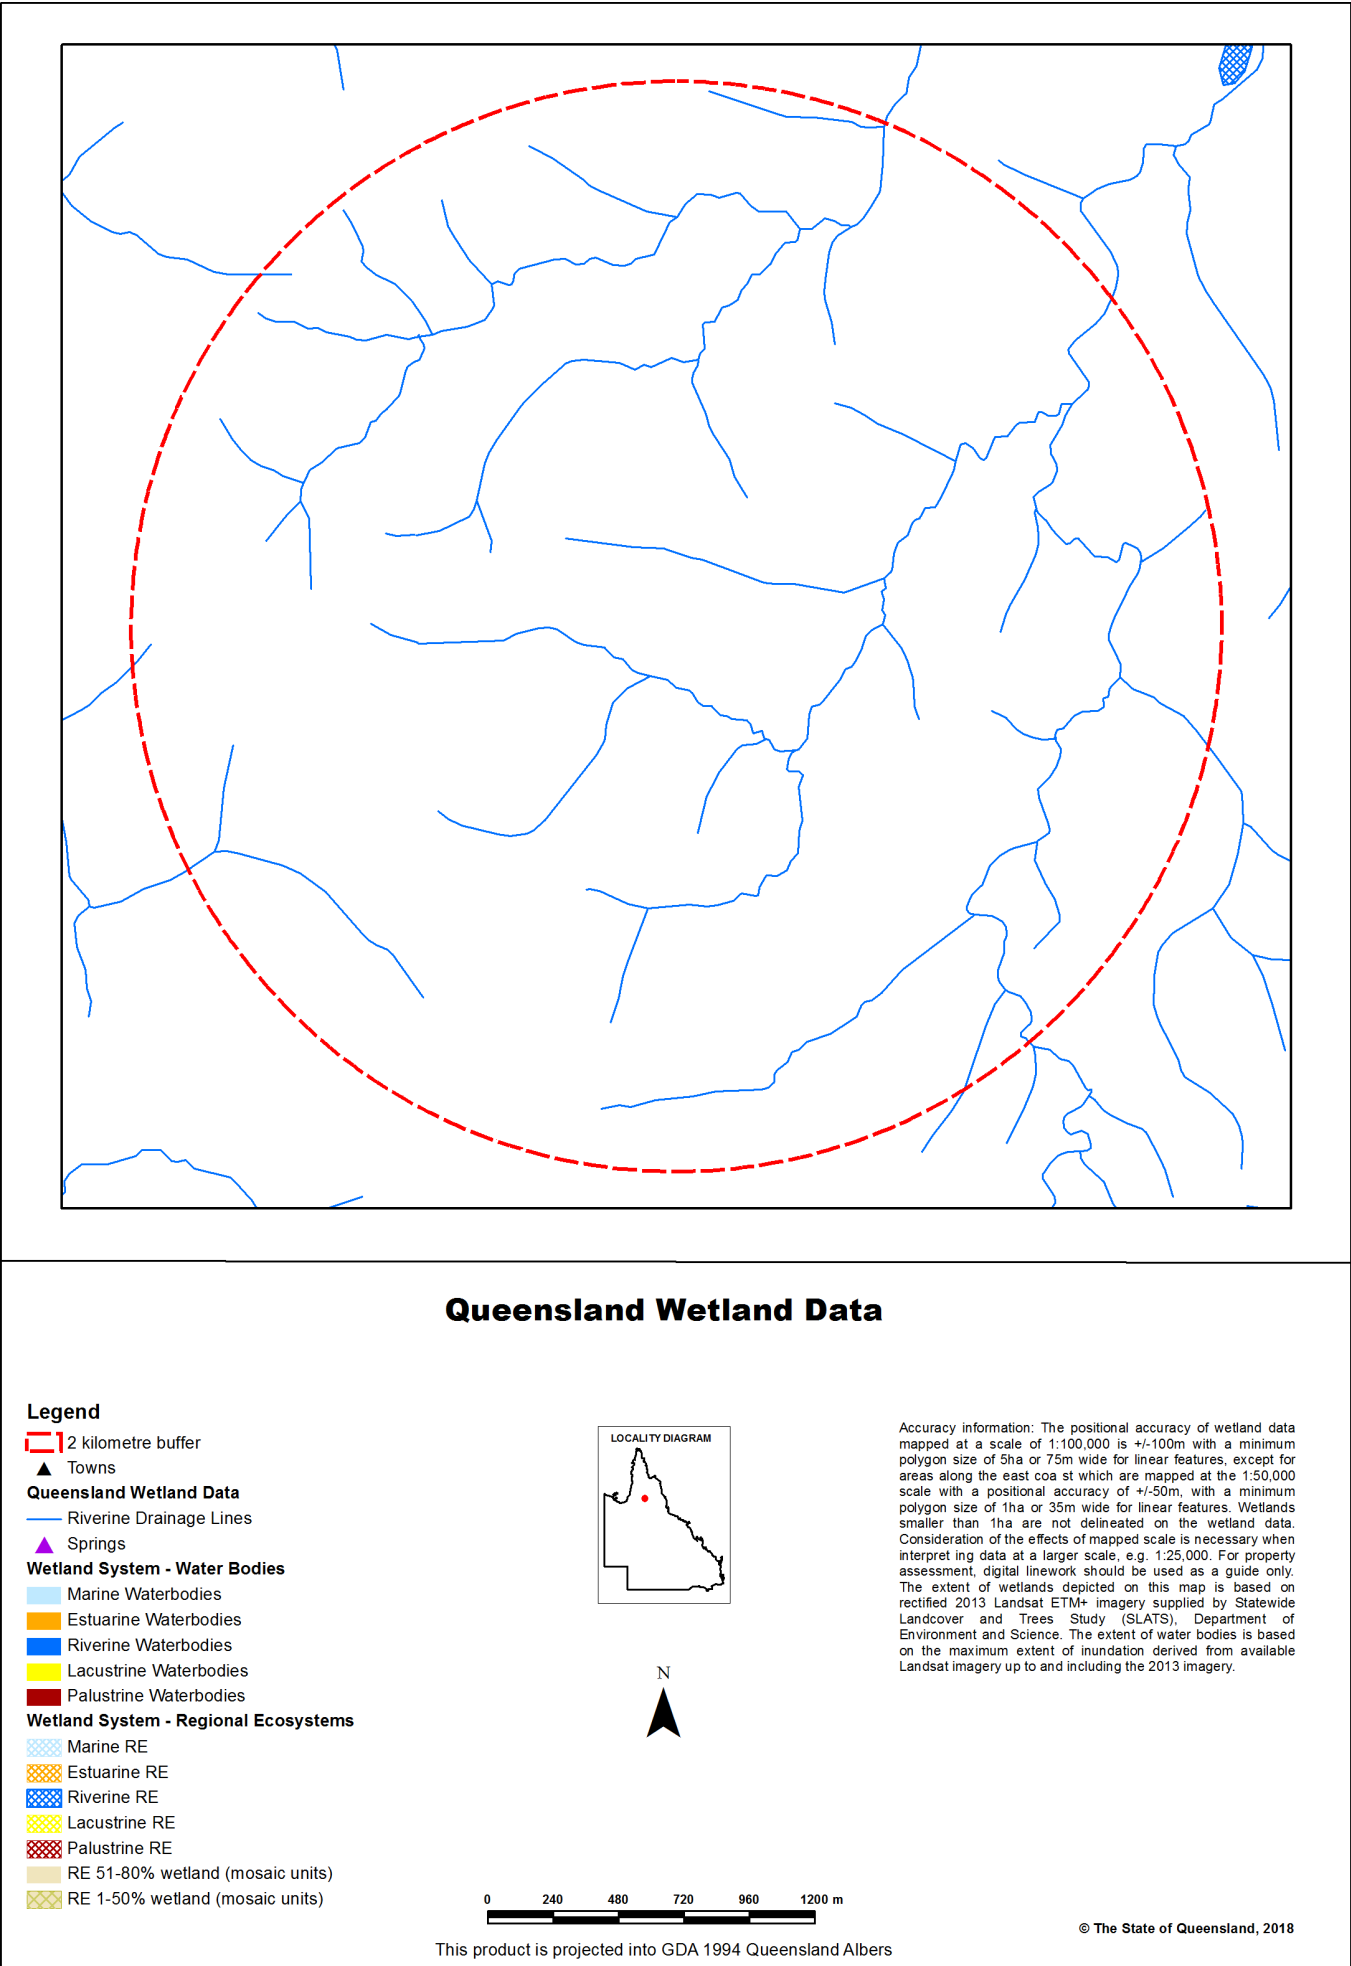 Queensland Wetland Data
Legend
2 kilometre buffer
Towns
Queensland Wetland Data
Riverine Drainage Lines
Springs
Wetland System - Water Bodies
Marine Waterbodies
Estuarine Waterbodies
Riverine Waterbodies
Lacustrine Waterbodies
Palustrine Waterbodies
Wetland System - Regional Ecosystems
Marine RE
Estuarine RE
Riverine RE
Lacustrine RE
Palustrine RE
RE 51-80% wetland (mosaic units)
RE 1-50% wetland (mosaic units)
LOCALITY DIAGRAM
N
0 240 480 720 960 1200 m
This product is projected into GDA 1994 Queensland Albers
Accuracy information: The positional accuracy of wetland data
mapped at a scale of 1:100,000 is +/-100m with a minimum
polygon size of 5ha or 75m wide for linear features, except for
areas along the east coa st which are mapped at the 1:50,000
scale with a positional accuracy of +/-50m, with a minimum
polygon size of 1ha or 35m wide for linear features. Wetlands
smaller than 1ha are not delineated on the wetland data.
Consideration of the effects of mapped scale is necessary when
interpret ing data at a larger scale, e.g. 1:25,000. For property
assessment, digital linework should be used as a guide only.
The extent of wetlands depicted on this map is based on
rectified 2013 Landsat ETM+ imagery supplied by Statewide
Landcover and Trees Study (SLATS), Department of
Environment and Science. The extent of water bodies is based
on the maximum extent of inundation derived from available
Landsat imagery up to and including the 2013 imagery.
© The State of Queensland, 2018